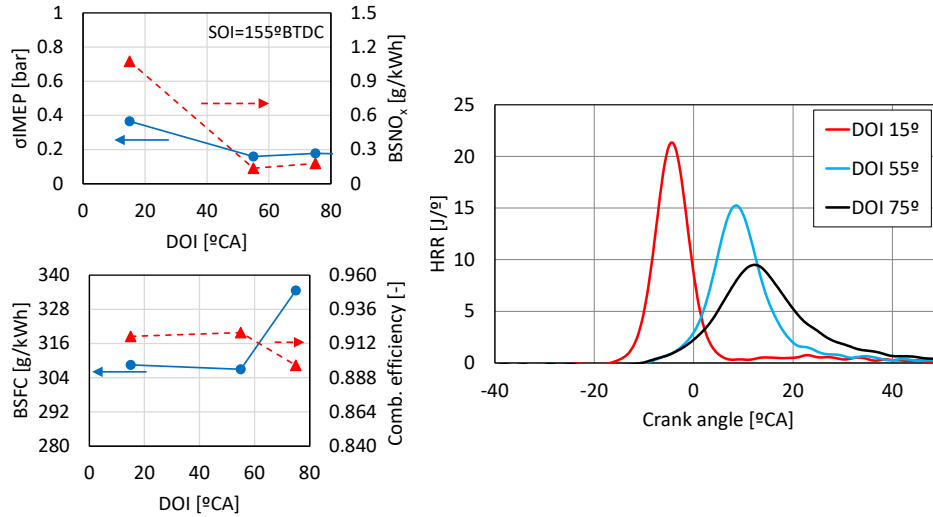 SOI=155ºBTDC
σIMEP [bar]
1
0.8
0.6
0.4
0.2
0
BSNOx [g/kWh]
1.5
1.2
0.9
0.6
0.3
0
0 20 40 60 80
DOI [ºCA]
BSFC [g/kWh]
340
328
316
304
292
280
Comb. efficiency [-]
0.960
0.936
0.912
0.888
0.864
0.840
0 20 40 60 80
DOI [ºCA]
HRR [J/º]
25
20
15
10
5
0
DOI 15º
DOI 55º
DOI 75º
-40 -20 0 20 40
Crank angle [ºCA]